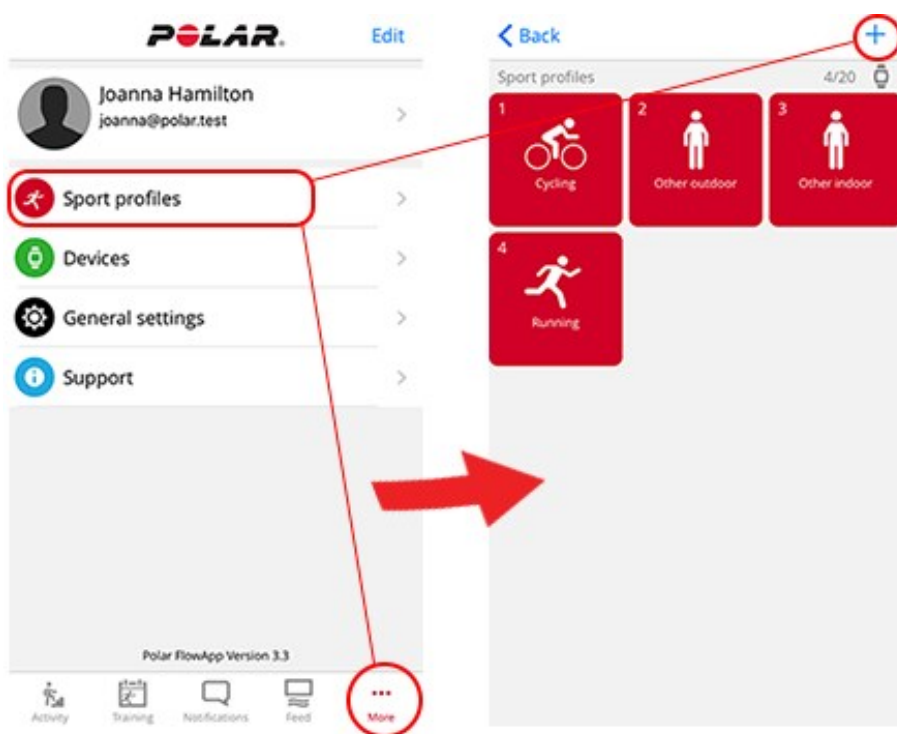 POLAR.
Edit
Joanna Hamilton
joanna@polar.test
Sport profiles
Devices
General settings
Support
Polar FlowApp Version 3.3
Activity
Training
Notifications
Feed
More
Back
+
Sport profiles
4/20
1
Cycling
2
Other outdoor
3
Other indoor
4
Running